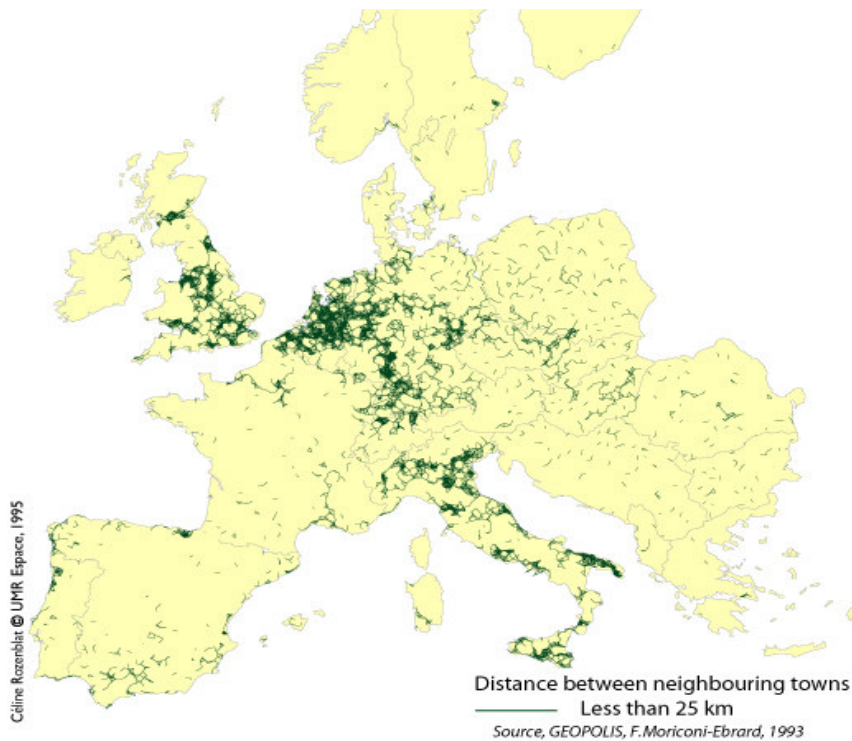 Céline Rozenblat © UMR Espace, 1995
Distance between neighbouring towns
Less than 25 km
Source, GEOPOLIS, F.Moriconi-Ebrard, 1993